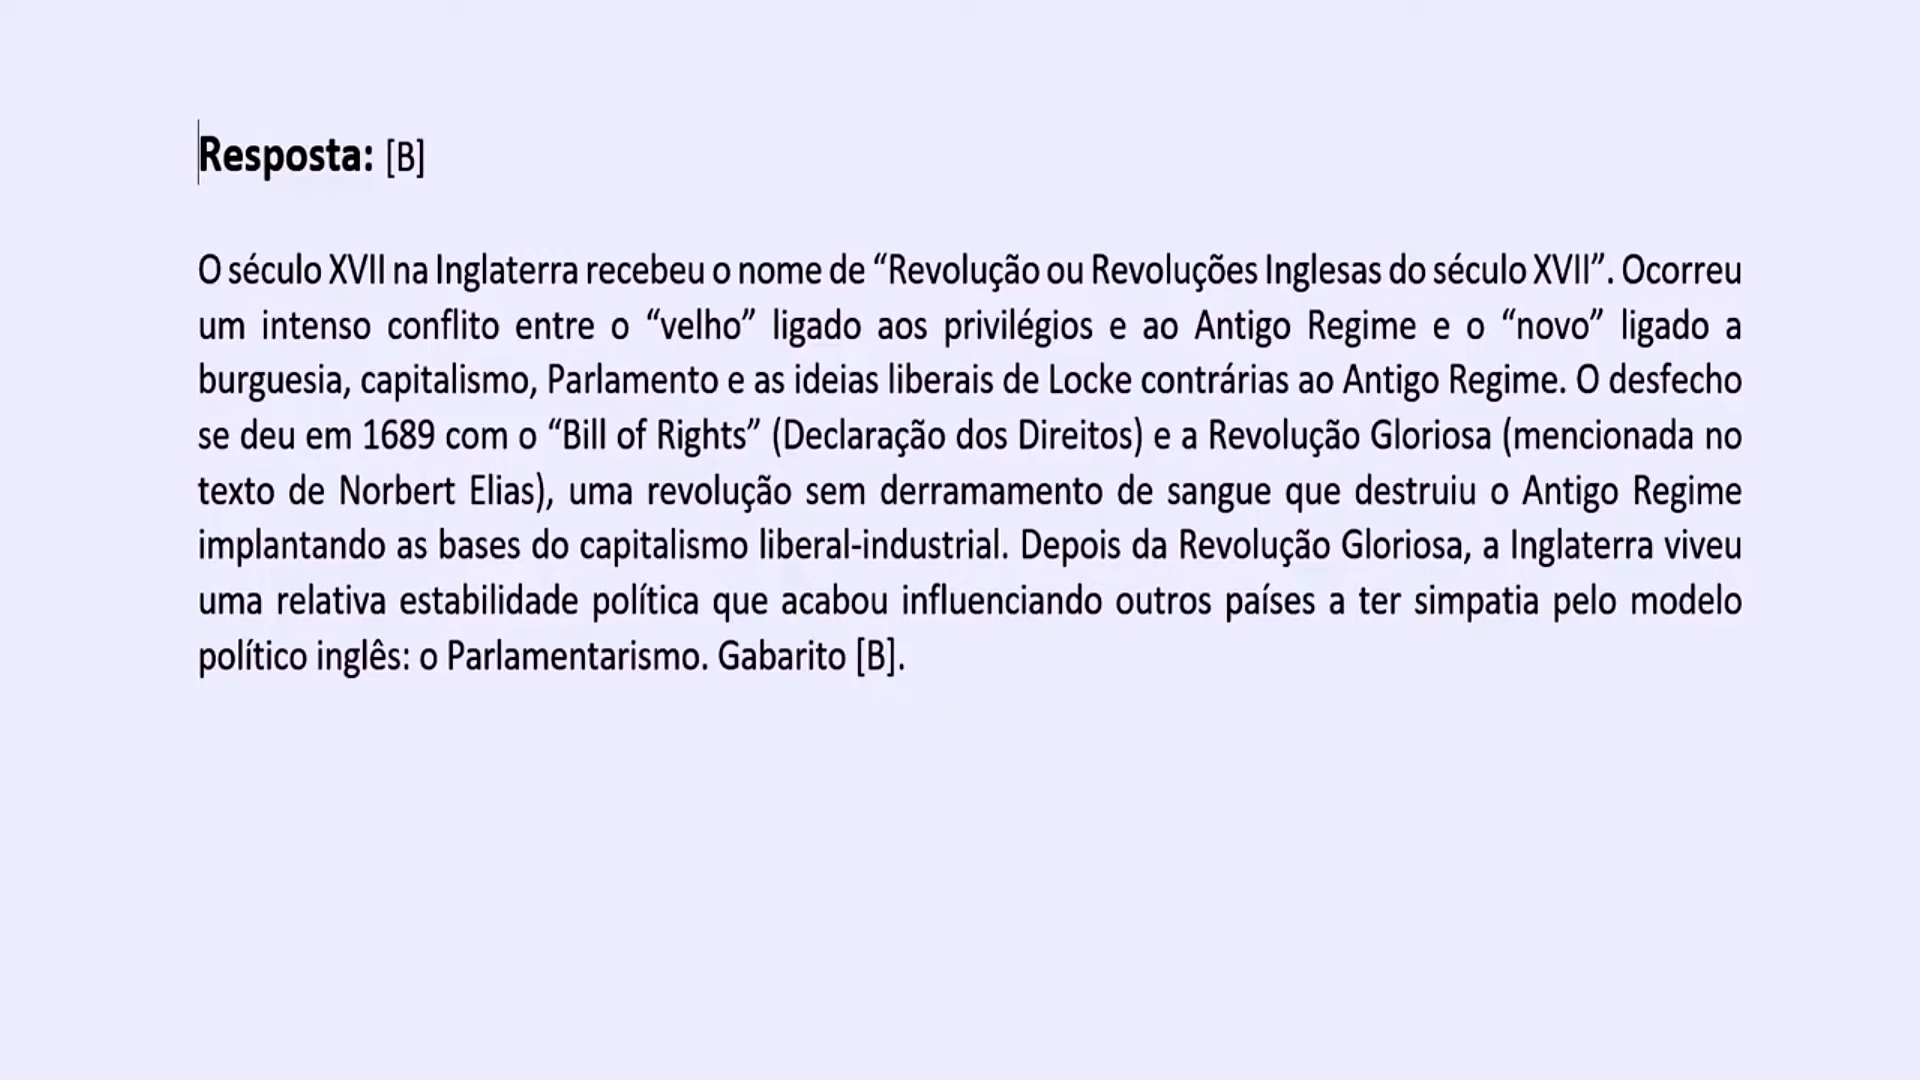 Resposta: [B]
O século XVII na Inglaterra recebeu o nome de “Revolução ou Revoluções Inglesas do século XVII”. Ocorreu
um intenso conflito entre o “velho” ligado aos privilégios e ao Antigo Regime e o “novo” ligado a
burguesia, capitalismo, Parlamento e as ideias liberais de Locke contrárias ao Antigo Regime. O desfecho
se deu em 1689 com o “Bill of Rights” (Declaração dos Direitos) e a Revolução Gloriosa (mencionada no
texto de Norbert Elias), uma revolução sem derramamento de sangue que destruiu o Antigo Regime
implantando as bases do capitalismo liberal-industrial. Depois da Revolução Gloriosa, a Inglaterra viveu
uma relativa estabilidade política que acabou influenciando outros países a ter simpatia pelo modelo
político inglês: o Parlamentarismo. Gabarito [B].